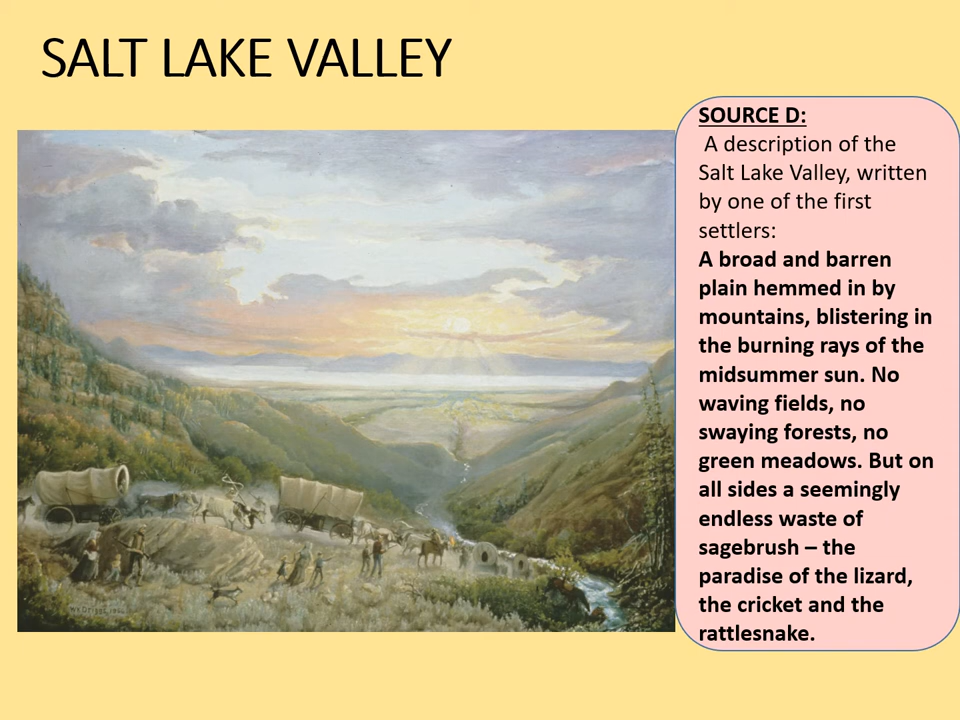 SALT LAKE VALLEY
SOURCE D:
A description of the
Salt Lake Valley, written
by one of the first
settlers:
A broad and barren
plain hemmed in by
mountains, blistering in
the burning rays of the
midsummer sun. No
waving fields, no
swaying forests, no
green meadows. But on
all sides a seemingly
endless waste of
sagebrush – the
paradise of the lizard,
the cricket and the
rattlesnake.